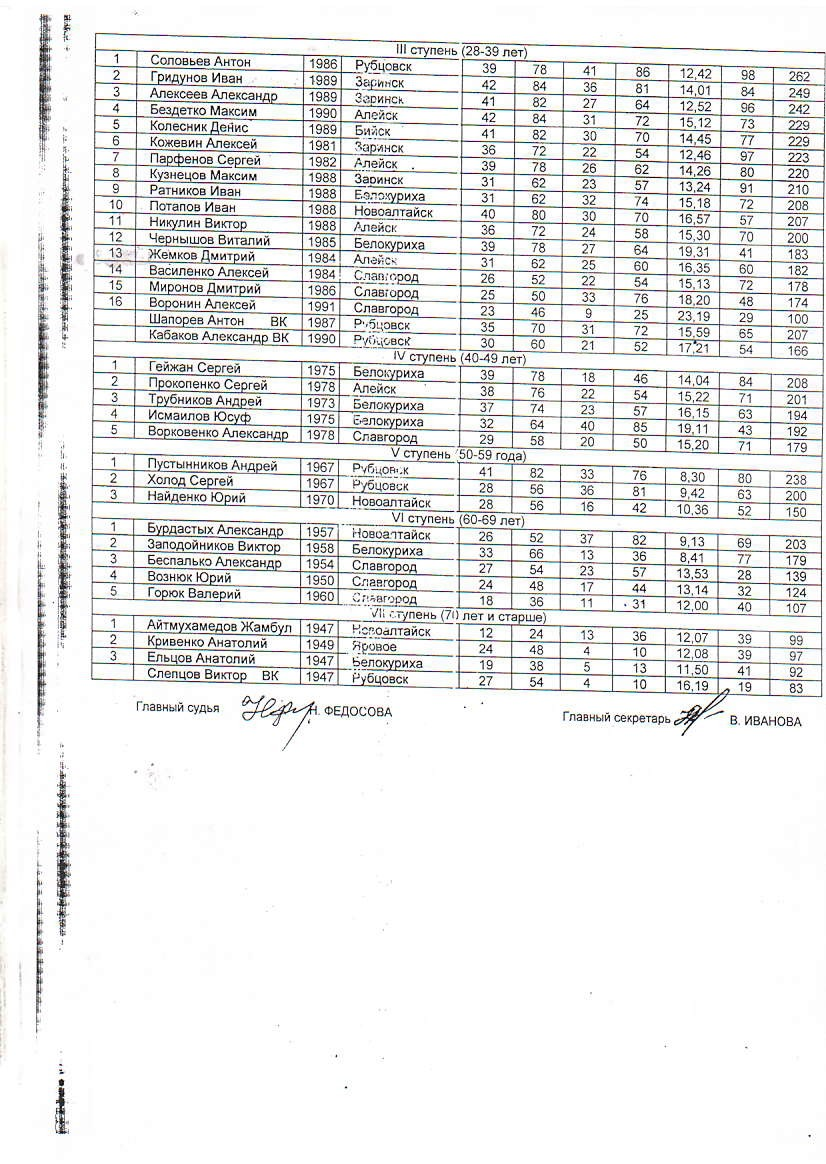 III ступень (28-39 лет)
1 Соловьев Антон 1986 Рубцовск 39 78 41 86 12,42 98 262
2 Гридунов Иван 1989 Заринск 42 84 36 81 14,01 84 249
3 Алексеев Александр 1989 Заринск 41 82 27 64 12,52 96 242
4 Бездетко Максим 1990 Алейск 42 84 31 72 15,12 73 229
5 Колесник Денис 1989 Бийск 41 82 30 70 14,45 77 229
6 Кожевин Алексей 1981 Заринск 36 72 22 54 12,46 97 223
7 Парфенов Сергей 1982 Алейск 39 78 26 62 14,26 80 220
8 Кузнецов Максим 1988 Заринск 31 62 23 57 13,24 91 210
9 Ратников Иван 1988 Белокуриха 31 62 32 74 15,18 72 208
10 Потапов Иван 1988 Новоалтайск 40 80 30 70 16,57 57 207
11 Никулин Виктор 1988 Алейск 36 72 24 58 15,30 70 200
12 Чернышов Виталий 1985 Белокуриха 39 78 27 64 19,31 41 183
13 Жемков Дмитрий 1984 Алейск 31 62 25 60 16,35 60 182
14 Василенко Алексей 1984 Славгород 26 52 22 54 15,13 72 178
15 Миронов Дмитрий 1986 Славгород 25 50 33 76 18,20 48 174
16 Воронин Алексей 1991 Славгород 23 46 9 25 23,19 29 100
Шапорев Антон ВК 1987 Рубцовск 35 70 31 72 15,59 65 207
Кабаков Александр ВК 1990 Рубцовск 30 60 21 52 17,21 54 166
IV ступень (40-49 лет)
1 Гейжан Сергей 1975 Белокуриха 39 78 18 46 14,04 84 208
2 Прокопенко Сергей 1978 Алейск 38 76 22 54 15,22 71 201
3 Трубников Андрей 1973 Белокуриха 37 74 23 57 16,15 63 194
4 Исмаилов Юсуф 1975 Белокуриха 32 64 40 85 19,11 43 192
5 Ворковенко Александр 1978 Славгород 29 58 20 50 15,20 71 179
V ступень (50-59 года)
1 Пустынников Андрей 1967 Рубцовск 41 82 33 76 8,30 80 238
2 Холод Сергей 1967 Рубцовск 28 56 36 81 9,42 63 200
3 Найденко Юрий 1970 Новоалтайск 28 56 16 42 10,36 52 150
VI ступень (60-69 лет)
1 Бурдастых Александр 1957 Новоалтайск 26 52 37 82 9,13 69 203
2 Заподойников Виктор 1958 Белокуриха 33 66 13 36 8,41 77 179
3 Беспалько Александр 1954 Славгород 27 54 23 57 13,53 28 139
4 Вознюк Юрий 1950 Славгород 24 48 17 44 13,14 32 124
5 Горюк Валерий 1960 Славгород 18 36 11 31 12,00 40 107
VII ступень (70 лет и старше)
1 Айтмухамедов Жамбул 1947 Новоалтайск 12 24 13 36 12,07 39 99
2 Кривенко Анатолий 1949 Яровое 24 48 4 10 12,08 39 97
3 Ельцов Анатолий 1947 Белокуриха 19 38 5 13 11,50 41 92
Слепцов Виктор ВК 1947 Рубцовск 27 54 4 10 16,19 19 83
Главный судья Н. ФЕДОСОВА Главный секретарь В. ИВАНОВА